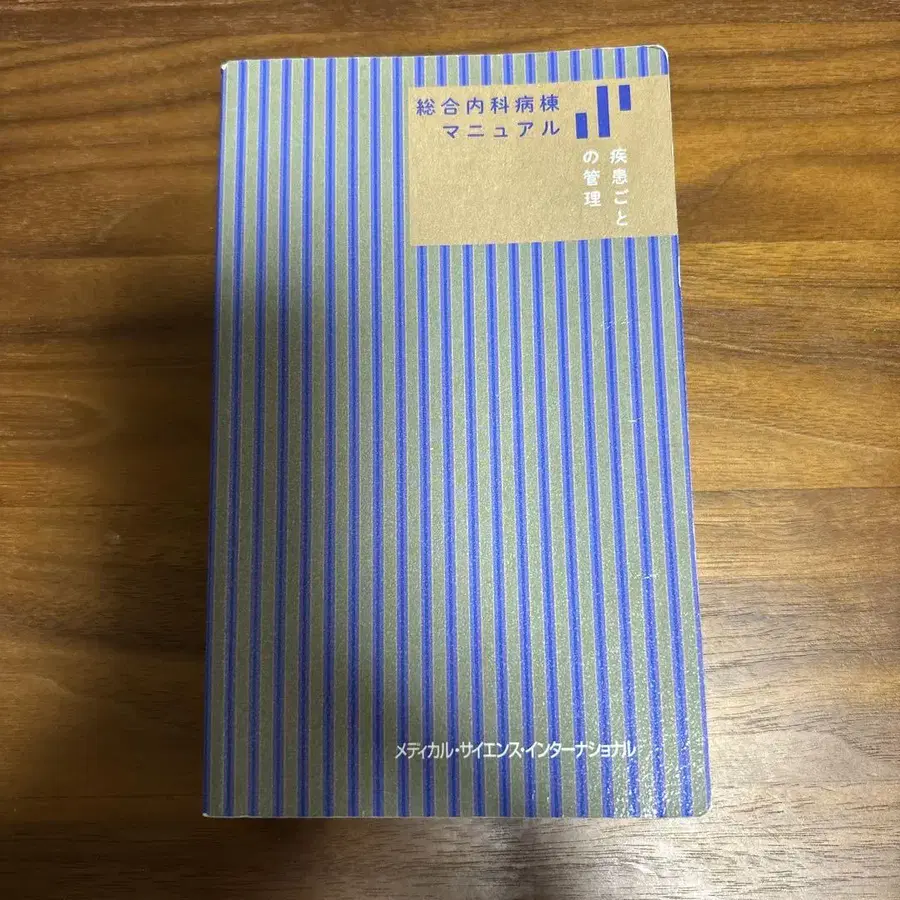 総合内科病棟
マニュアル
疾患ごと
の管理
メディカル・サイエンス・インターナショナル